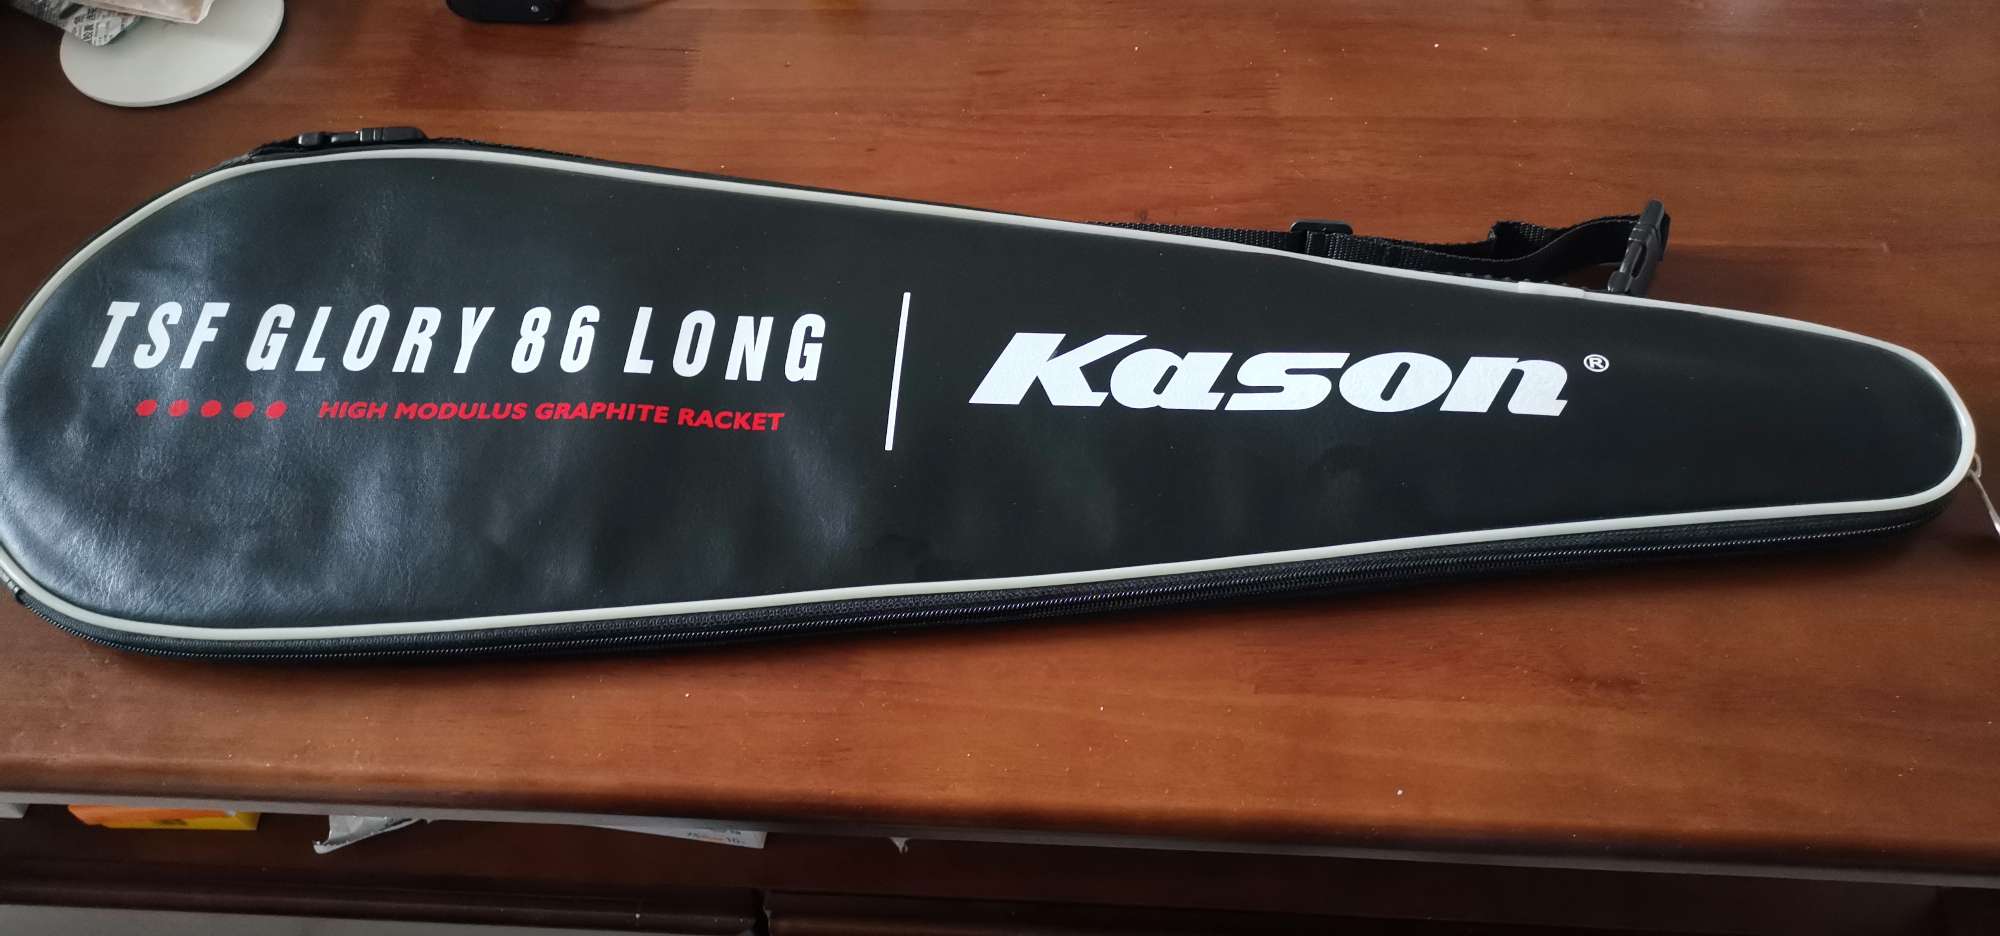 TSF GLORY 86 LONG
HIGH MODULUS GRAPHITE RACKET
Kason®